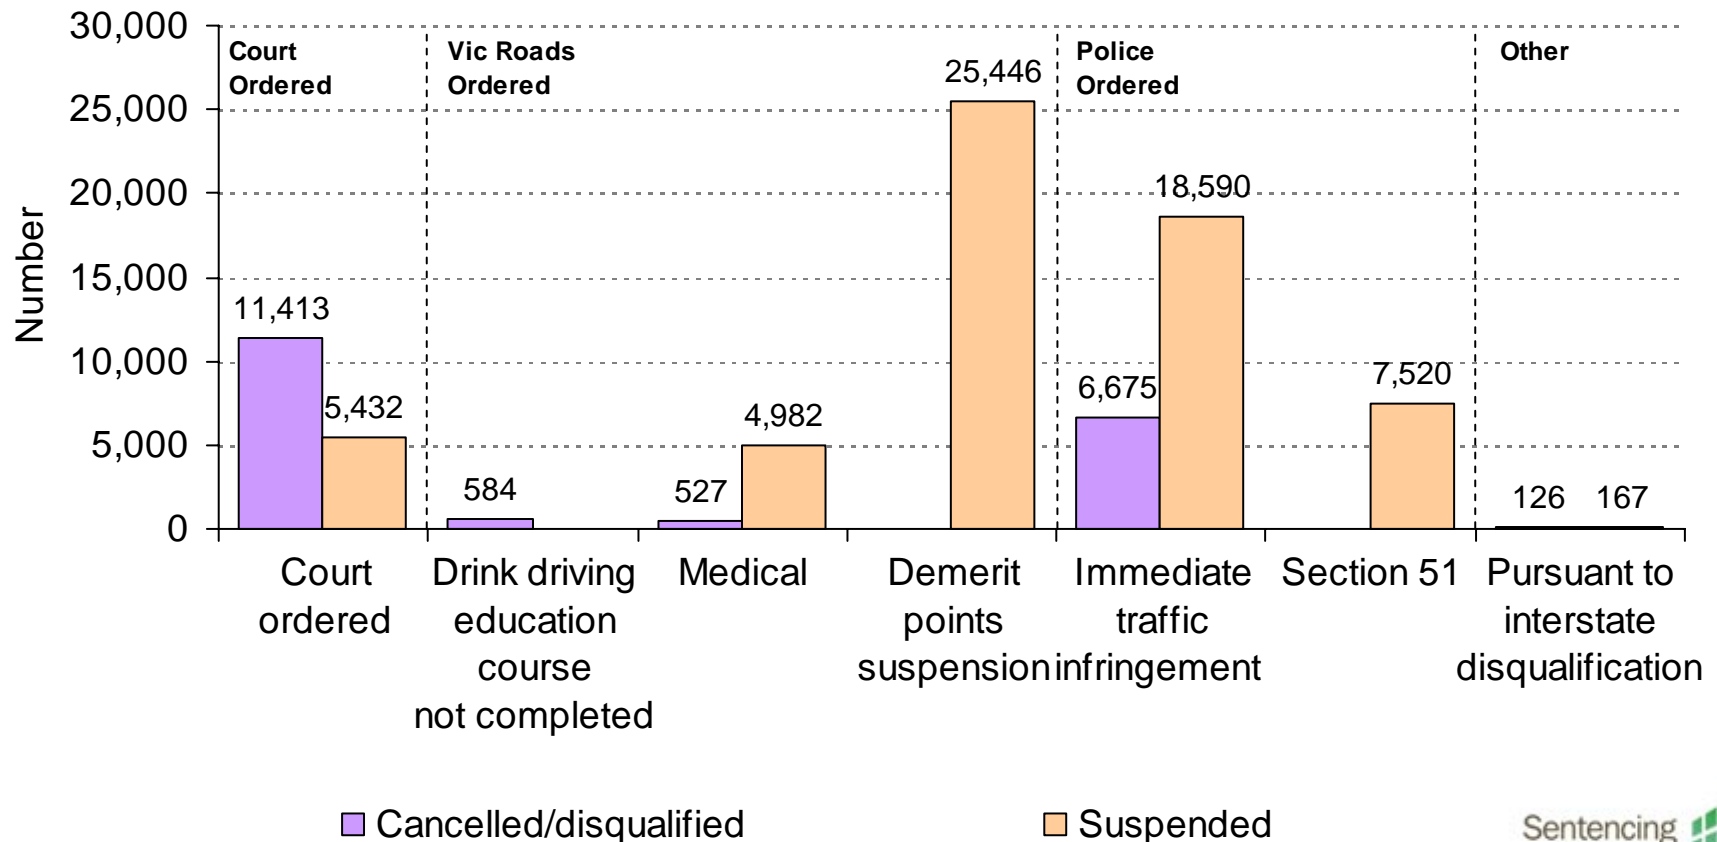 30,000
25,000
20,000
15,000
10,000
5,000
0
Number
Court
Ordered
Vic Roads
Ordered
Police
Ordered
Other
11,413
5,432
584
527
4,982
25,446
6,675
18,590
7,520
126
167
Court
ordered
Drink driving
education
course
not completed
Medical
Demerit
points
suspension
Immediate
traffic
infringement
Section 51
Pursuant to
interstate
disqualification
Cancelled/disqualified
Suspended
Sentencing